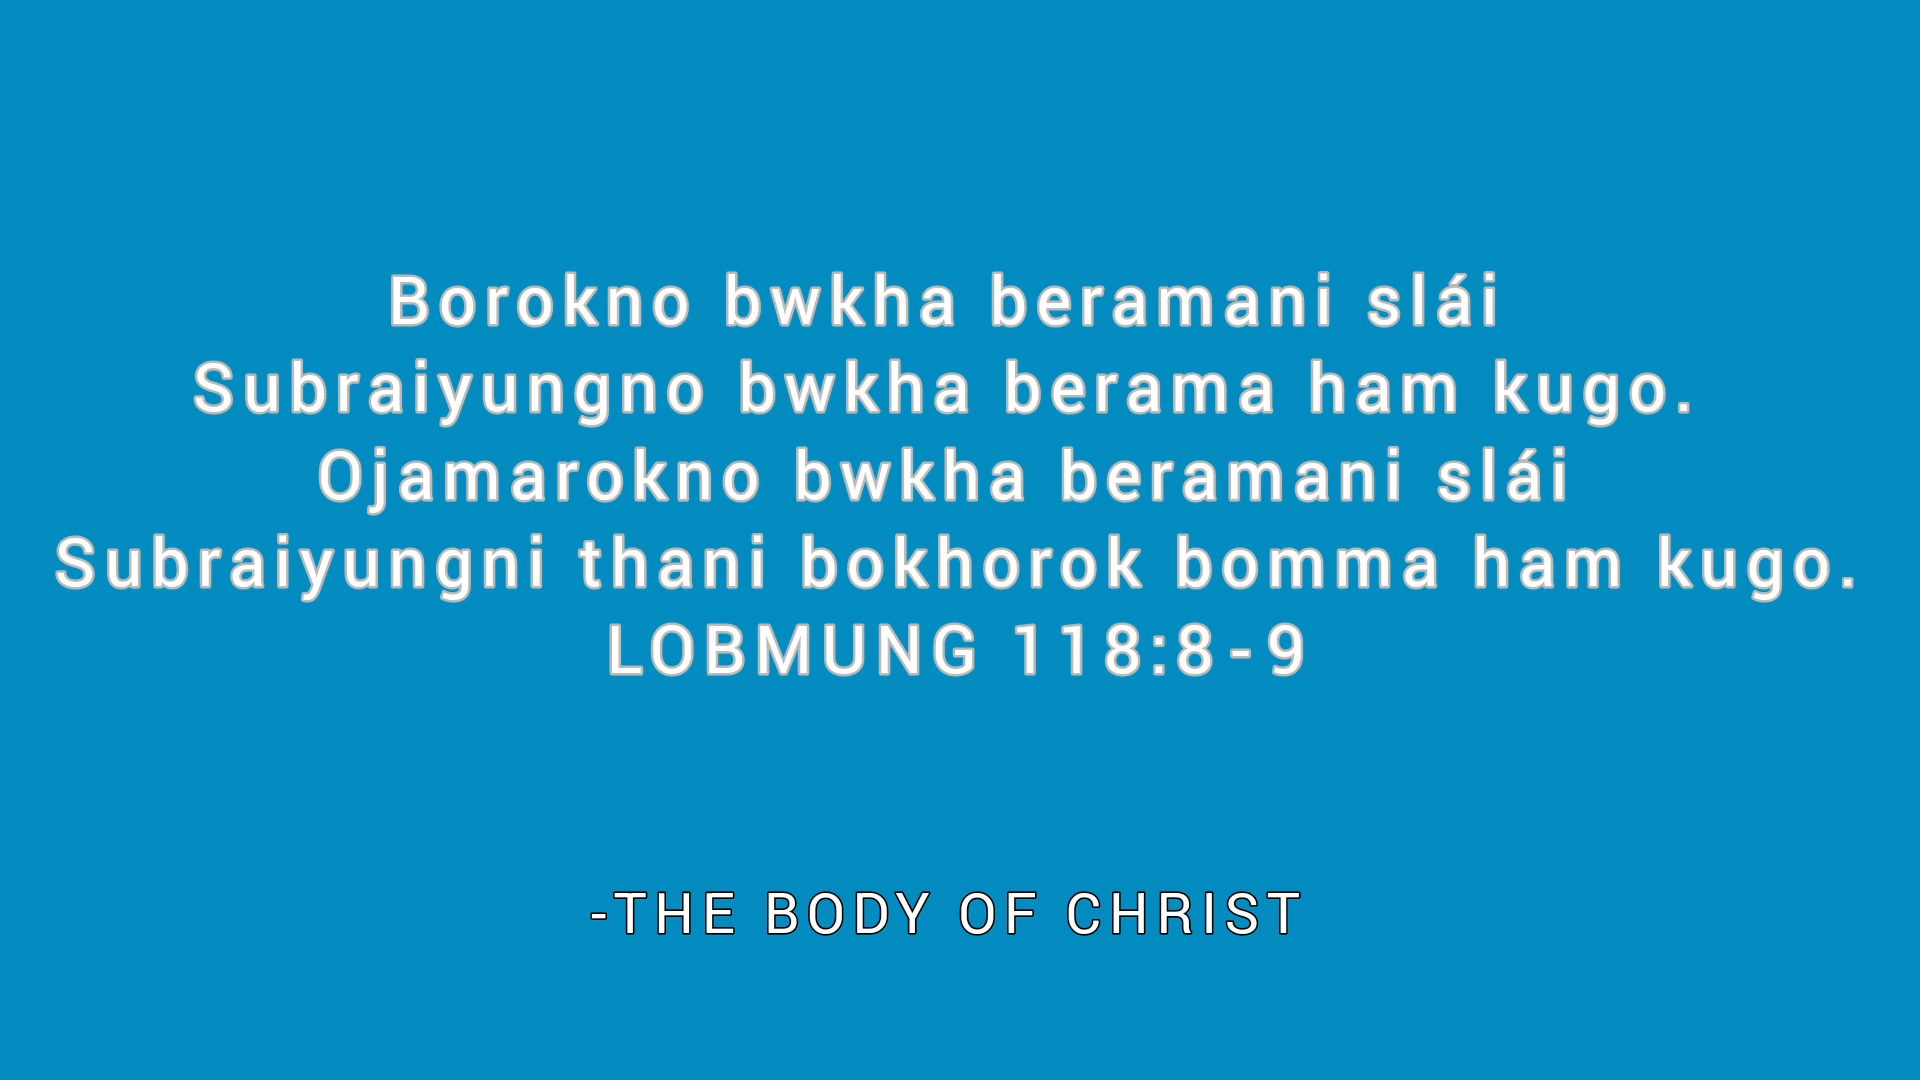 Borokno bwkha beramani slái
Subraiyungno bwkha berama ham kugo.
Ojamarokno bwkha beramani slái
Subraiyungni thani bokhorok bomma ham kugo.
LOBMUNG 118:8-9
-THE BODY OF CHRIST